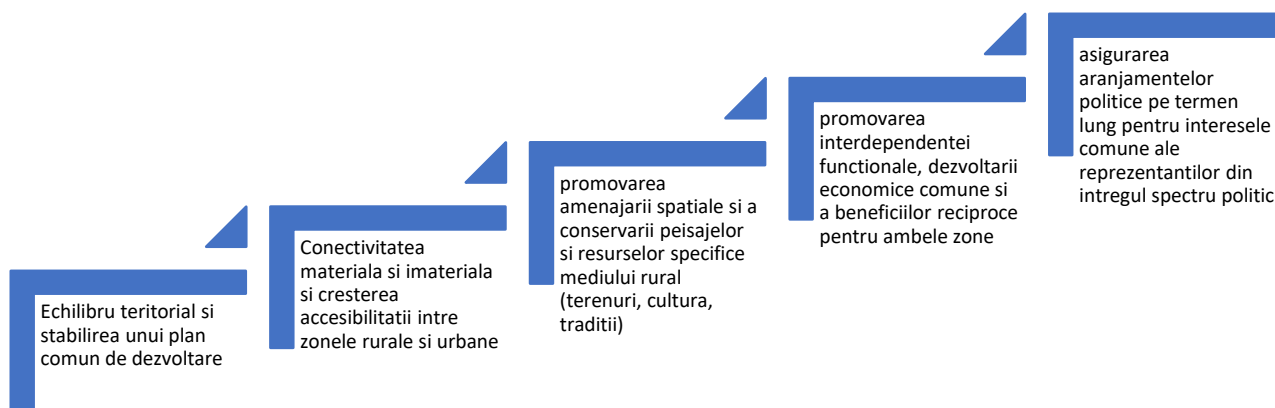 Echilibru teritorial si
stabilirea unui plan
comun de dezvoltare
Conectivitatea
materiala si imateriala
si cresterea
accesibilitatii intre
zonele rurale si urbane
promovarea
amenajarii spatiale si a
conservarii peisajelor
si resurselor specifice
mediului rural
(terenuri, cultura,
traditii)
promovarea
interdependentei
functionale, dezvoltarii
economice comune si
a beneficiilor reciproce
pentru ambele zone
asigurarea
aranjamentelor
politice pe termen
lung pentru interesele
comune ale
reprezentantilor din
intregul spectru politic